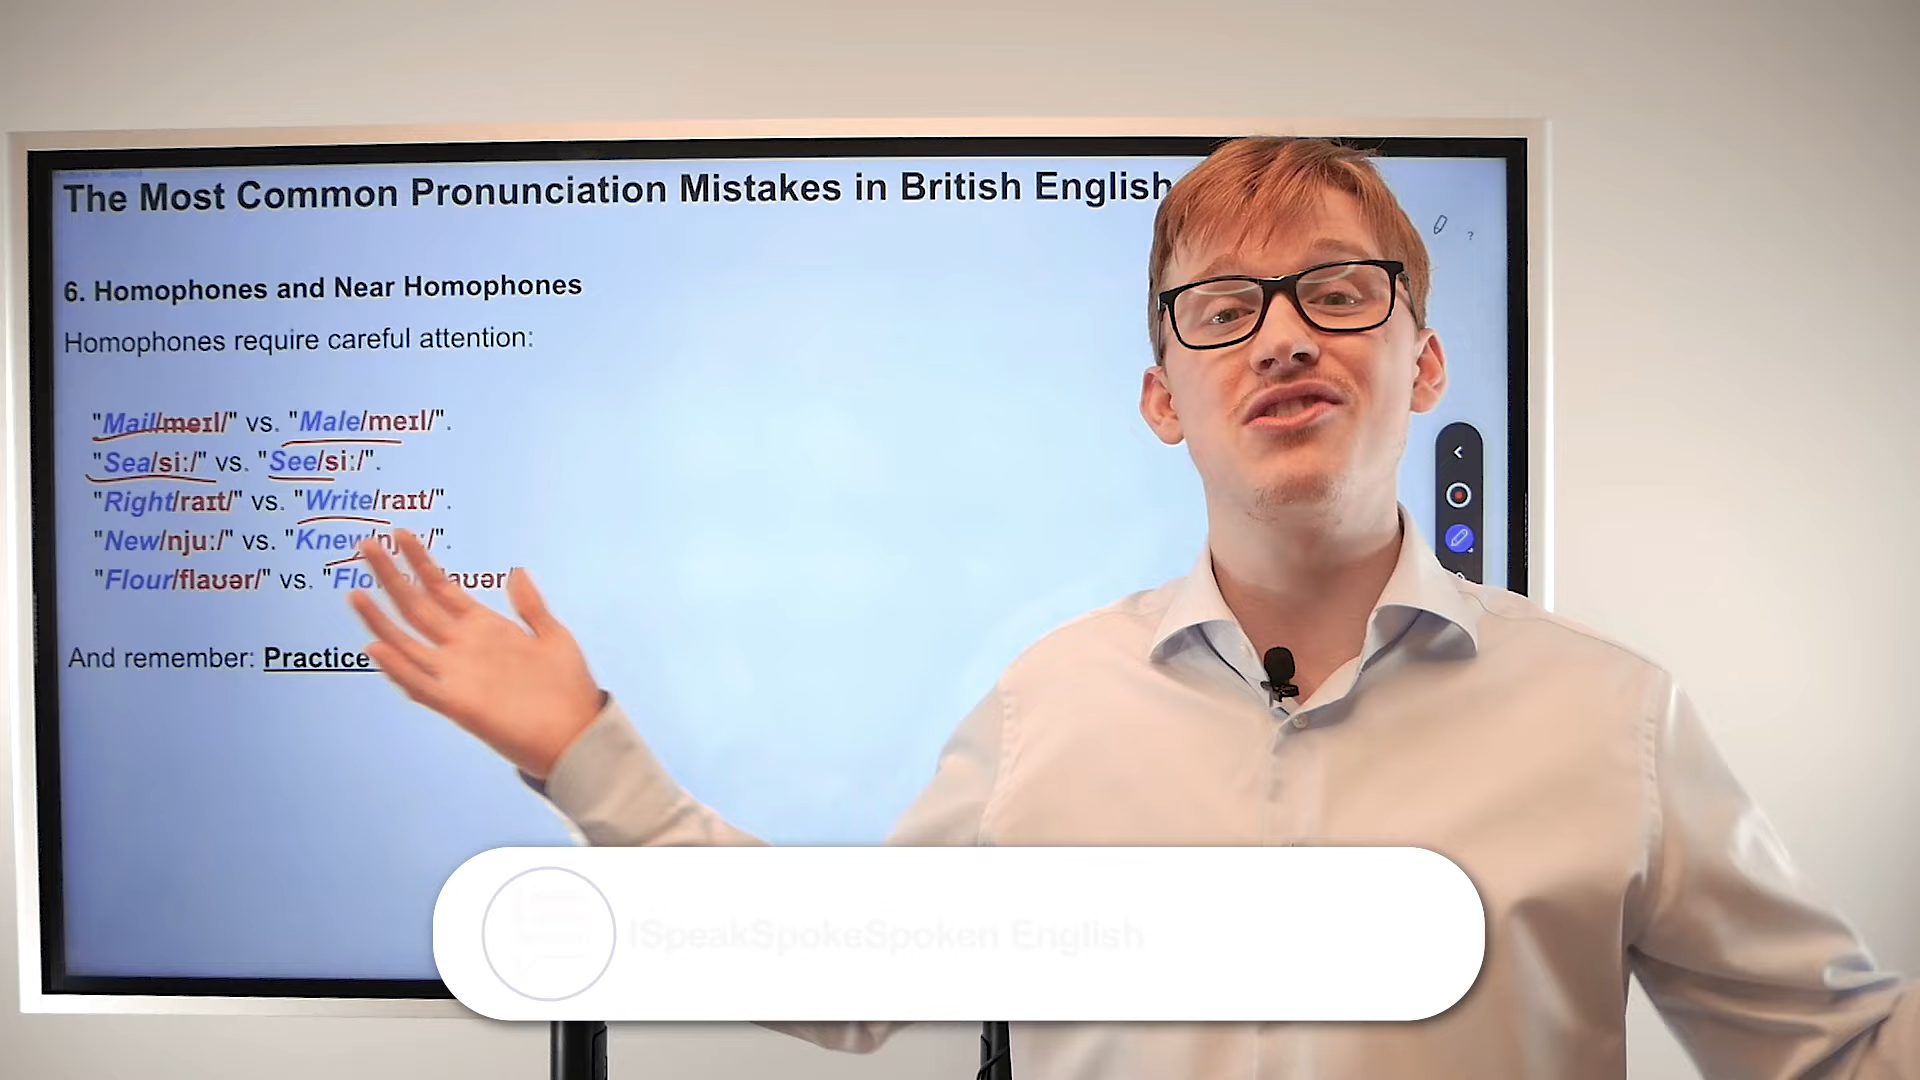 The Most Common Pronunciation Mistakes in British English
6. Homophones and Near Homophones
Homophones require careful attention:
"Mail/meɪl/" vs. "Male/meɪl/".
"Sea/si:/" vs. "See/si:/".
"Right/raɪt/" vs. "Write/raɪt/".
"New/nju:/" vs. "Knew/nju:/".
"Flour/flaʊər/" vs. "
And remember: Practice
ISpeakSpokeSpoken English